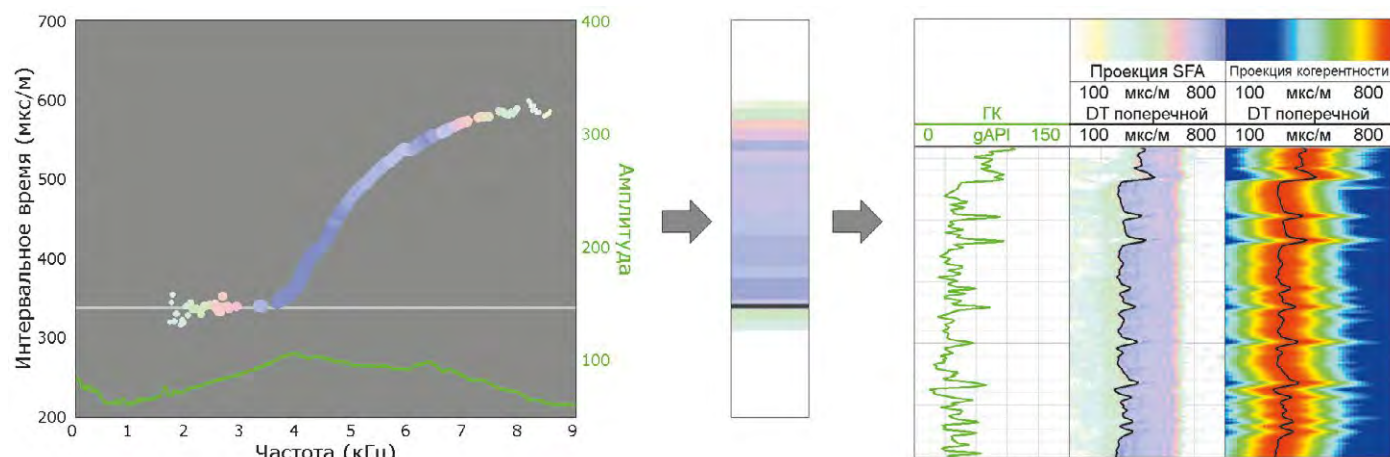 Интервальное время (мкс/м)
700
600
500
400
300
200
0 1 2 3 4 5 6 7 8 9
Частота (кГц)
400
300
200
100
Амплитуда
Проекция SFA
100 мкс/м 800
DT поперечной
100 мкс/м 800
Проекция когерентности
100 мкс/м 800
DT поперечной
100 мкс/м 800
ГК
0 gAPI 150